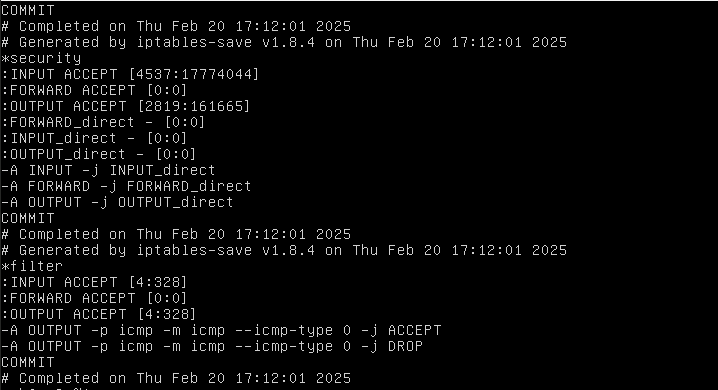 COMMIT
# Completed on Thu Feb 20 17:12:01 2025
# Generated by iptables-save v1.8.4 on Thu Feb 20 17:12:01 2025
*security
:INPUT ACCEPT [4537:17774044]
:FORWARD ACCEPT [0:0]
:OUTPUT ACCEPT [2819:161665]
:FORWARD_direct - [0:0]
:INPUT_direct - [0:0]
:OUTPUT_direct - [0:0]
-A INPUT -j INPUT_direct
-A FORWARD -j FORWARD_direct
-A OUTPUT -j OUTPUT_direct
COMMIT
# Completed on Thu Feb 20 17:12:01 2025
# Generated by iptables-save v1.8.4 on Thu Feb 20 17:12:01 2025
*filter
:INPUT ACCEPT [4:328]
:FORWARD ACCEPT [0:0]
:OUTPUT ACCEPT [4:328]
-A OUTPUT -p icmp -m icmp --icmp-type 0 -j ACCEPT
-A OUTPUT -p icmp -m icmp --icmp-type 0 -j DROP
COMMIT
# Completed on Thu Feb 20 17:12:01 2025